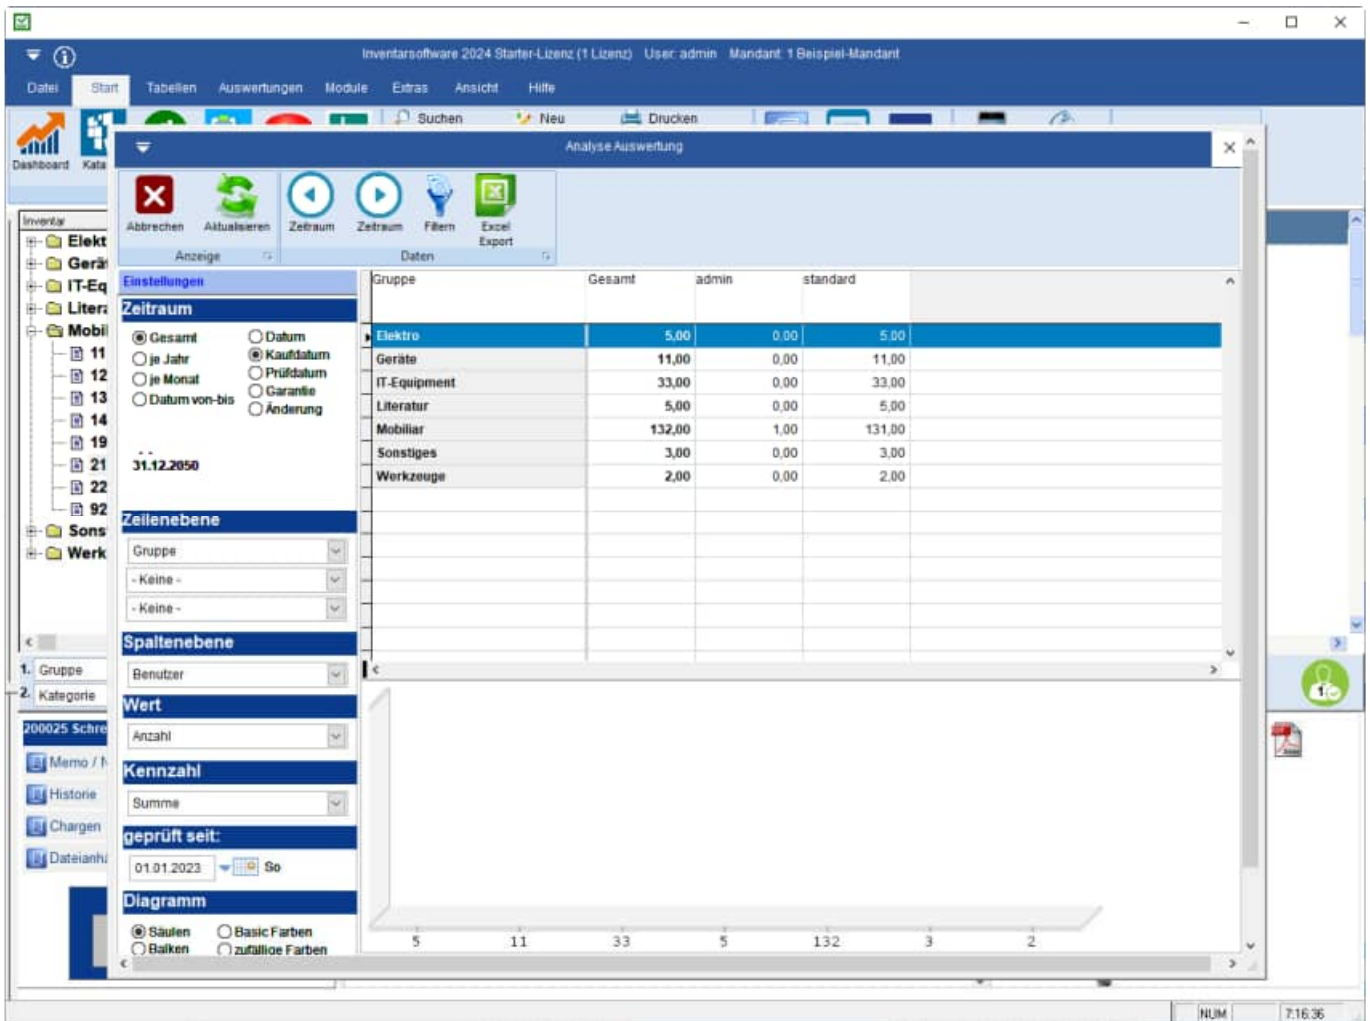 Inventarsoftware 2024 Starter-Lizenz (1 Lizenz) User: admin Mandant: 1 Beispiel-Mandant
Datei Start Tabellen Auswertungen Module Extras Ansicht Hilfe
Suchen Neu Drucken
Dashboard Kata
Analyse Auswertung
Abbrechen Aktualisieren Zeitraum Zeitraum Filtern Excel Export
Anzeige Daten
Inventar
Elekt
Gerä
IT-Eq
Litera
Mobil
11
12
13
14
19
21
22
92
Sons
Werk
1. Gruppe
2. Kategorie
200025 Schre
Memo / N
Historie
Chargen
Dateianhä
Einstellungen
Zeitraum
Gesamt Datum
je Jahr Kaufdatum
je Monat Prüfdatum
Datum von-bis Garantie
Änderung
. .
31.12.2050
Zeilenebene
Gruppe
- Keine -
- Keine -
Spaltenebene
Benutzer
Wert
Anzahl
Kennzahl
Summe
geprüft seit:
01.01.2023 So
Diagramm
Säulen Basic Farben
Balken zufällige Farben
Gruppe Gesamt admin standard
Elektro 5,00 0,00 5,00
Geräte 11,00 0,00 11,00
IT-Equipment 33,00 0,00 33,00
Literatur 5,00 0,00 5,00
Mobiliar 132,00 1,00 131,00
Sonstiges 3,00 0,00 3,00
Werkzeuge 2,00 0,00 2,00
5 11 33 5 132 3 2
1
NUM 7:16:36